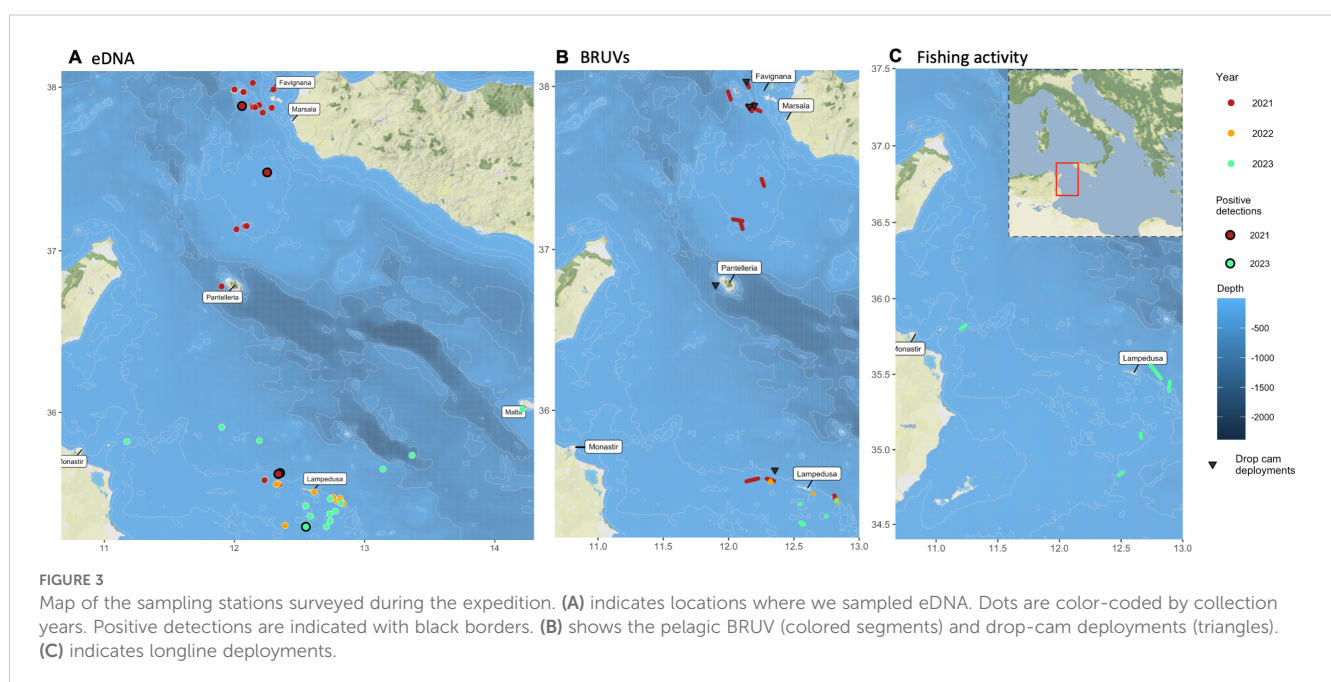 A eDNA
38
37
36
11
12
13
14
Favignana
Marsala
Pantelleria
Malta
Monastir
Lampedusa
B BRUVs
38
37
36
11.0
11.5
12.0
12.5
13.0
Favignana
Marsala
Pantelleria
Monastir
Lampedusa
C Fishing activity
37.5
37.0
36.5
36.0
35.5
35.0
34.5
11.0
11.5
12.0
12.5
13.0
Monastir
Lampedusa
Year
2021
2022
2023
Positive
detections
2021
2023
Depth
-500
-1000
-1500
-2000
Drop cam
deployments
FIGURE 3
Map of the sampling stations surveyed during the expedition. (A) indicates locations where we sampled eDNA. Dots are color-coded by collection
years. Positive detections are indicated with black borders. (B) shows the pelagic BRUV (colored segments) and drop-cam deployments (triangles).
(C) indicates longline deployments.